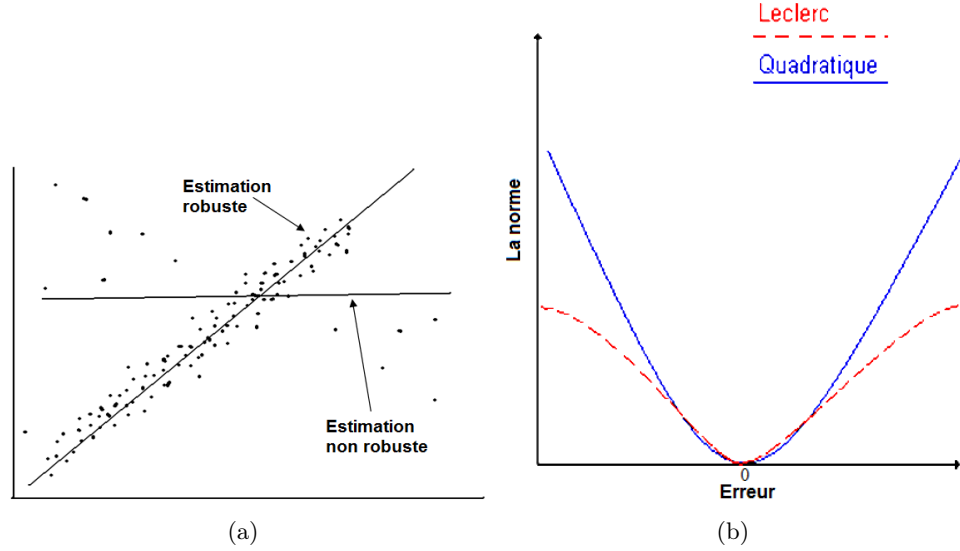 Estimation
robuste
Estimation
non robuste
(a)
Leclerc
Quadratique
La norme
0
Erreur
(b)